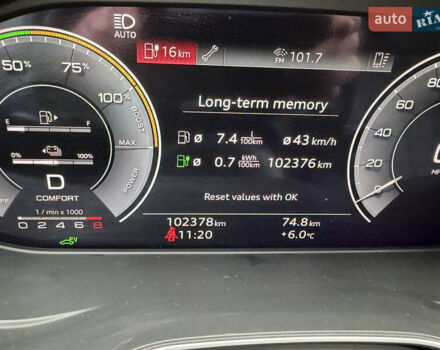 auto RIA
AUTO
16 km
FM 101.7
50% 75% 100% BOOST
MAX
POWER
OFF
E F
0% 100%
D
COMFORT
1 / min x 1000
0 2 4 6 8
EV
Long-term memory
ø 7.4 l/100km ø 43 km/h
ø 0.7 kWh/100km 102376 km
Reset values with OK
102378 km 74.8 km
11:20 +6.0°C
80
60
40
20
0